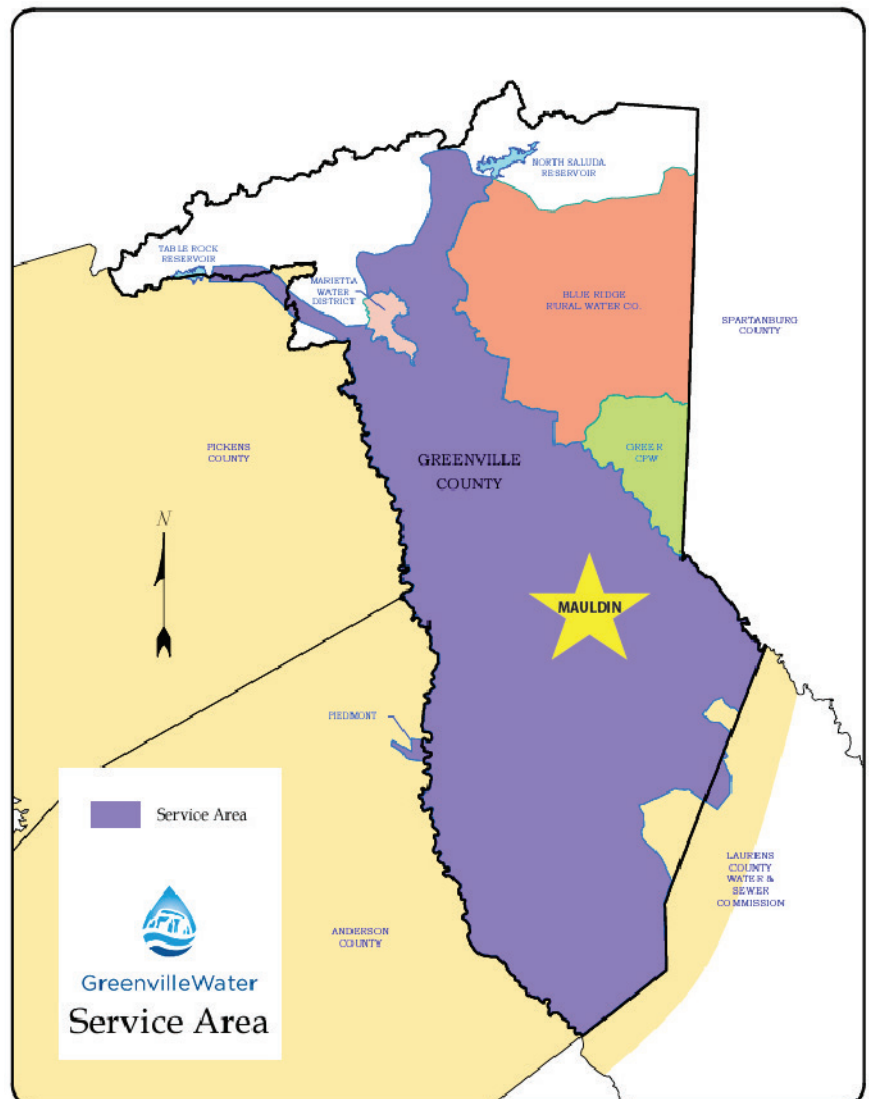 NORTH SALUDA
RESERVOIR
TABLE ROCK
RESERVOIR
MARIETTA
WATER
DISTRICT
BLUE RIDGE
RURAL WATER CO.
SPARTANBURG
COUNTY
PICKENS
COUNTY
GREENVILLE
COUNTY
GREER
CPW
N
MAULDIN
PIEDMONT
Service Area
LAURENS
COUNTY
WATER &
SEWER
COMMISSION
ANDERSON
COUNTY
GreenvilleWater
Service Area